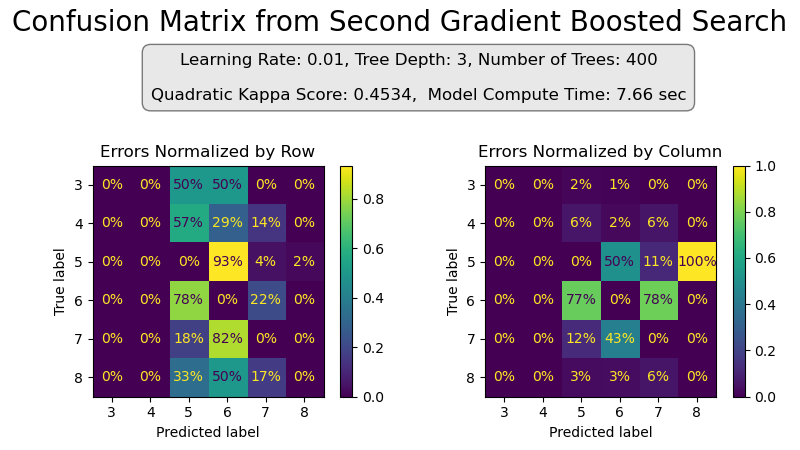 Confusion Matrix from Second Gradient Boosted Search
Learning Rate: 0.01, Tree Depth: 3, Number of Trees: 400
Quadratic Kappa Score: 0.4534,  Model Compute Time: 7.66 sec
Errors Normalized by Row
True label
3 0% 0% 50% 50% 0% 0%
4 0% 0% 57% 29% 14% 0%
5 0% 0% 0% 93% 4% 2%
6 0% 0% 78% 0% 22% 0%
7 0% 0% 18% 82% 0% 0%
8 0% 0% 33% 50% 17% 0%
3 4 5 6 7 8
Predicted label
0.8
0.6
0.4
0.2
0.0
Errors Normalized by Column
True label
3 0% 0% 2% 1% 0% 0%
4 0% 0% 6% 2% 6% 0%
5 0% 0% 0% 50% 11% 100%
6 0% 0% 77% 0% 78% 0%
7 0% 0% 12% 43% 0% 0%
8 0% 0% 3% 3% 6% 0%
3 4 5 6 7 8
Predicted label
1.0
0.8
0.6
0.4
0.2
0.0